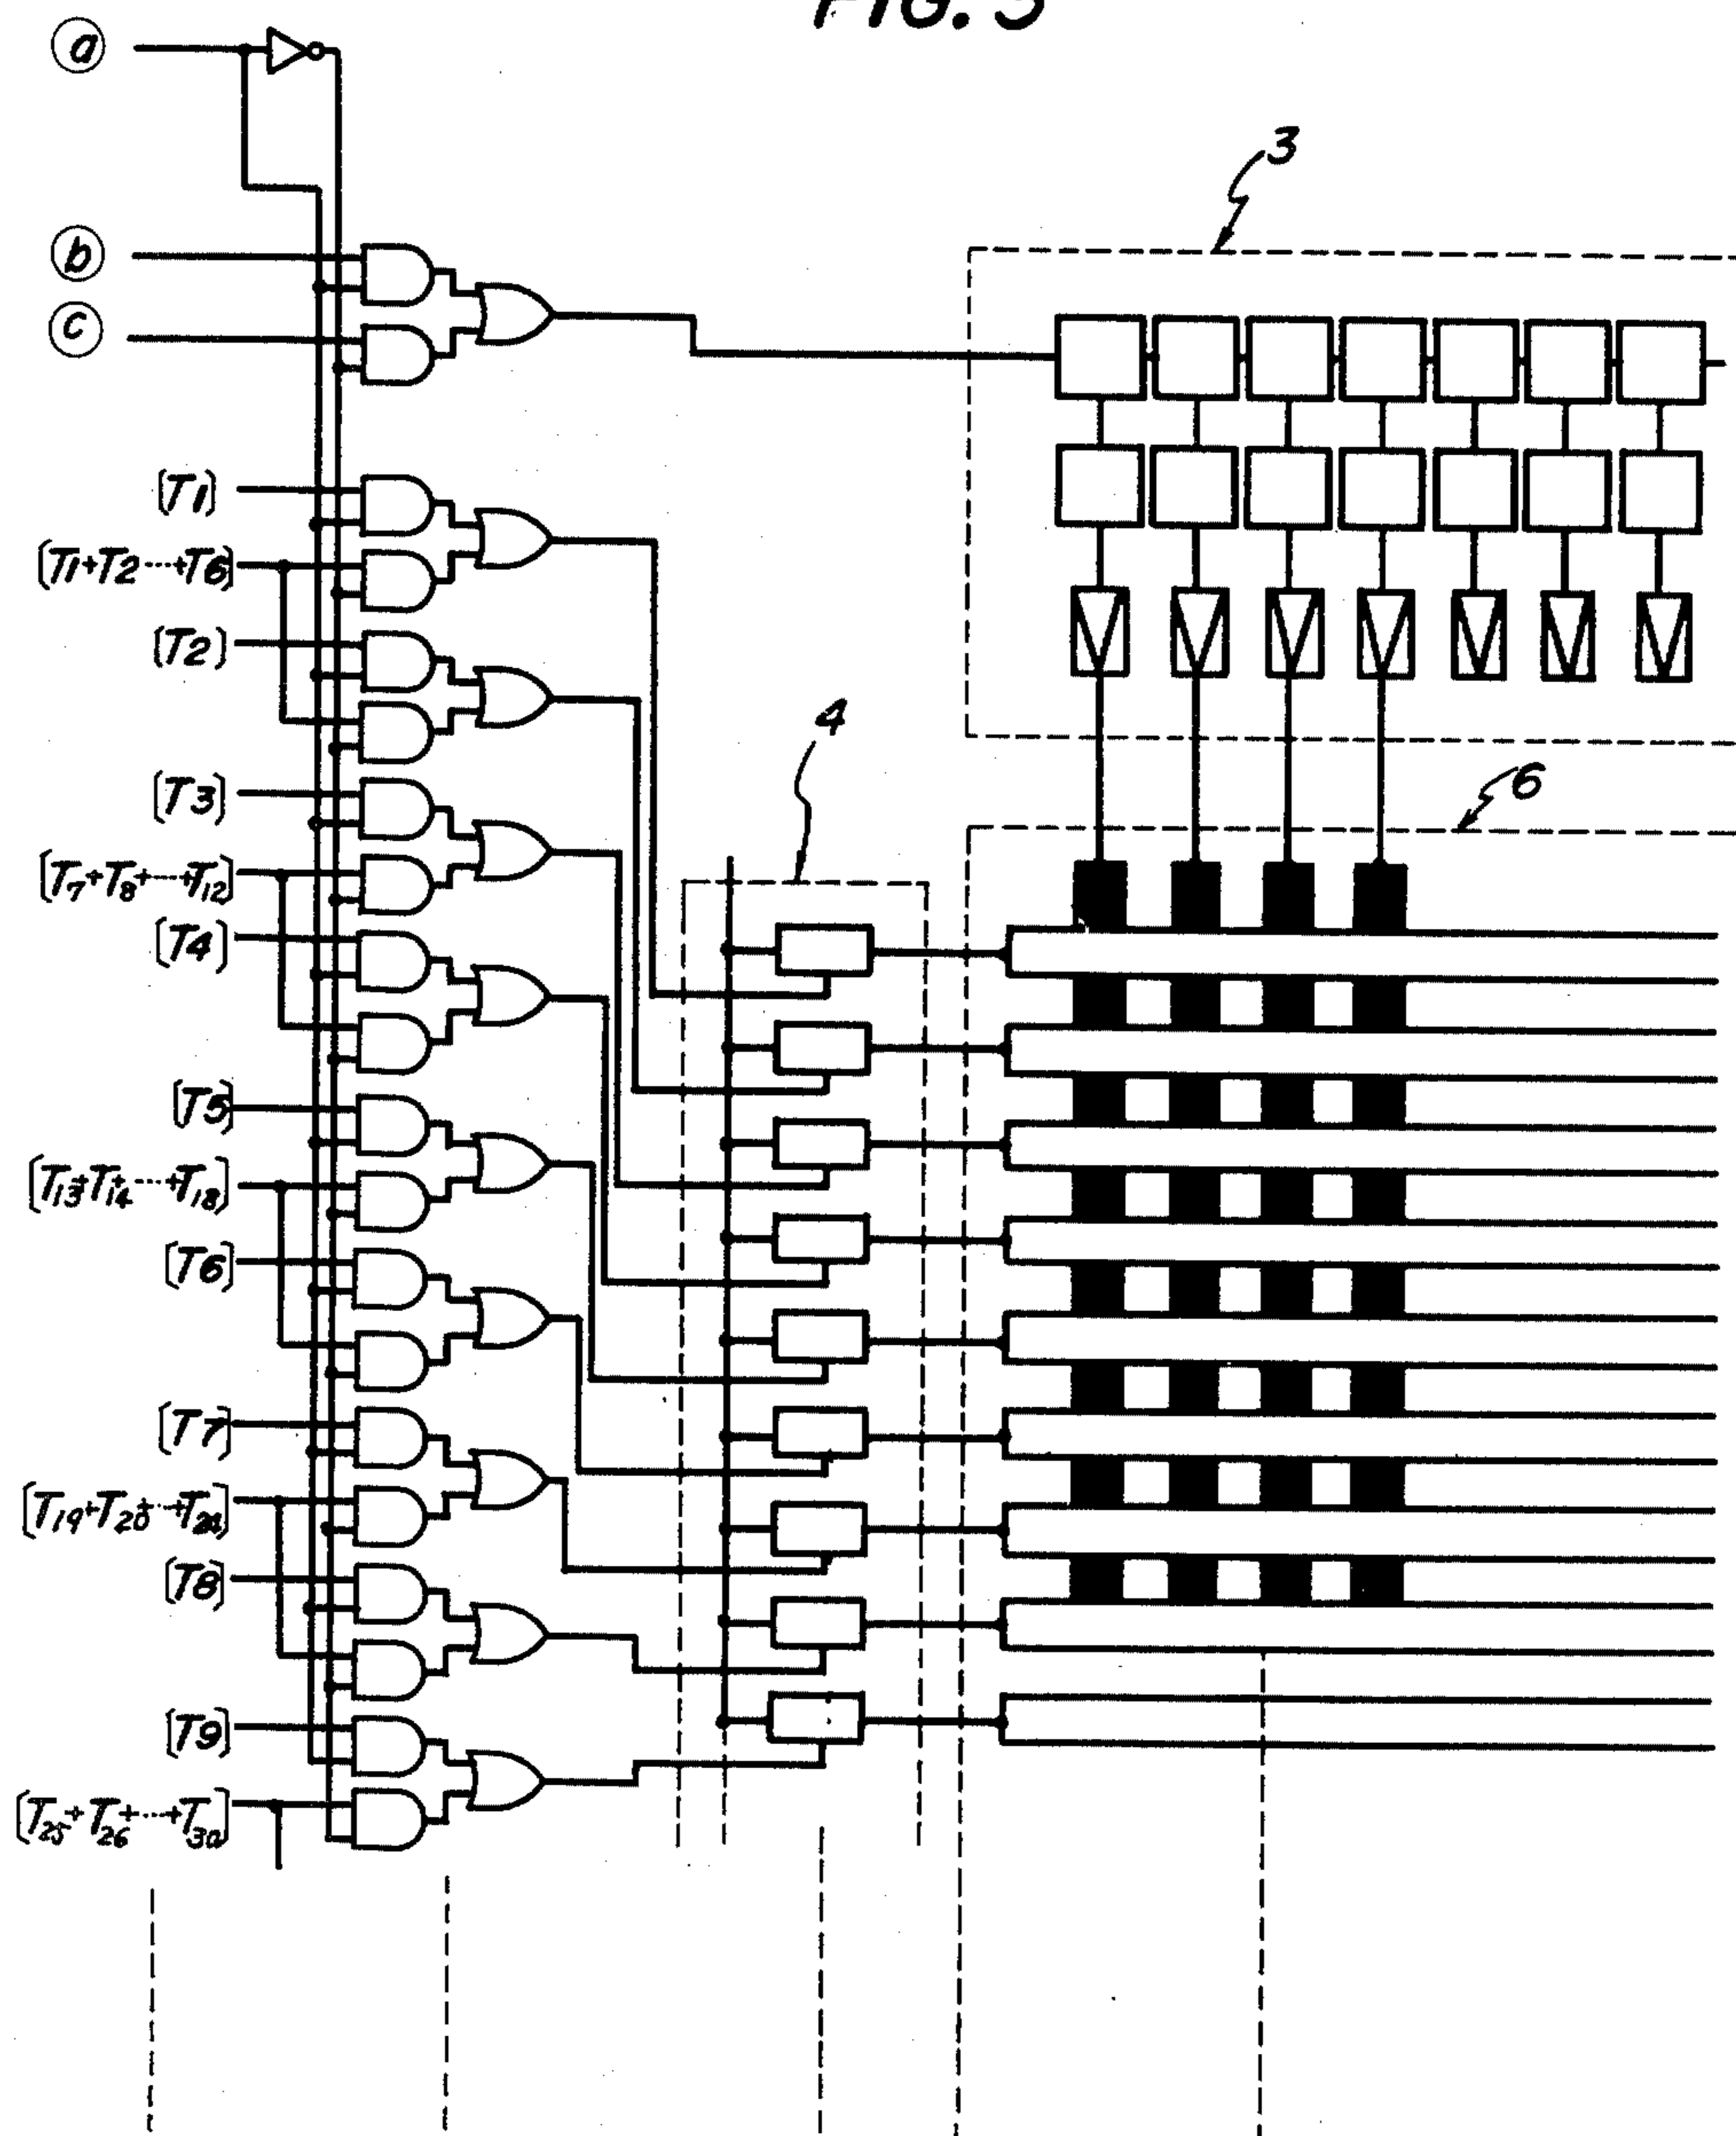 FIG. 5
a
3
b
c
[T1]
[T1+T2...+T6]
[T2]
4
6
[T3]
[T7+T8+...+T12]
[T4]
[T5]
[T13+T14+...+T18]
[T6]
[T7]
[T19+T20+...+T24]
[T8]
[T9]
[T25+T26+...+T30]